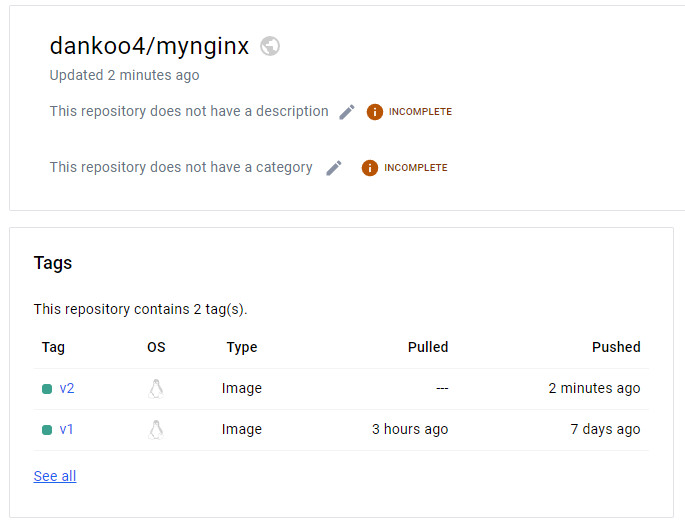 dankoo4/mynginx
Updated 2 minutes ago
This repository does not have a description INCOMPLETE
This repository does not have a category INCOMPLETE
Tags
This repository contains 2 tag(s).
Tag OS Type Pulled Pushed
v2 Image --- 2 minutes ago
v1 Image 3 hours ago 7 days ago
See all